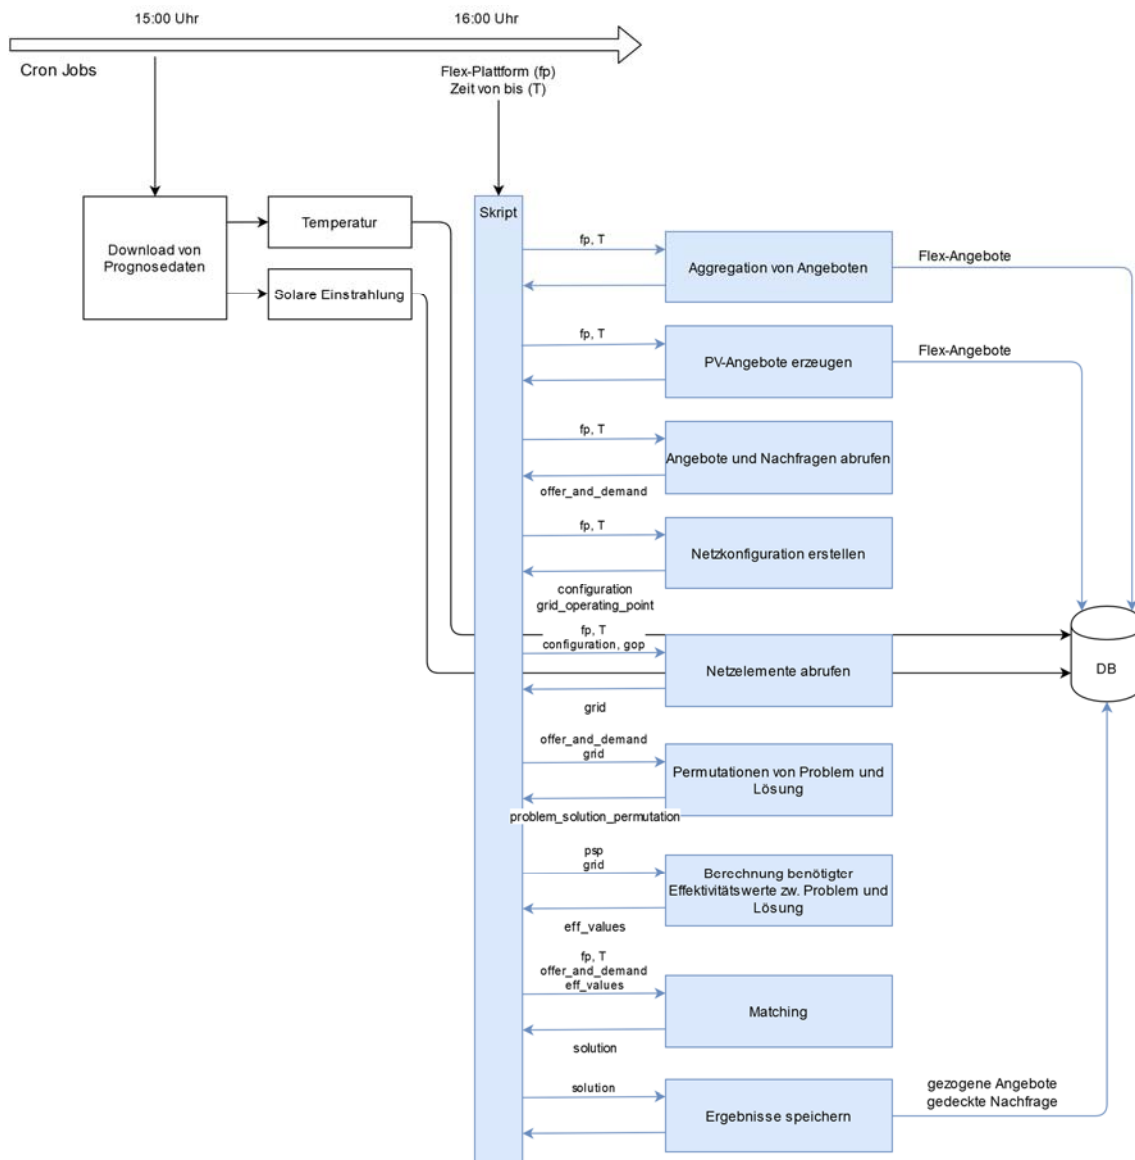 15:00 Uhr
16:00 Uhr
Cron Jobs
Flex-Plattform (fp)
Zeit von bis (T)
Skript
Download von
Prognosedaten
Temperatur
Solare Einstrahlung
fp, T
Aggregation von Angeboten
Flex-Angebote
fp, T
PV-Angebote erzeugen
Flex-Angebote
fp, T
Angebote und Nachfragen abrufen
offer_and_demand
fp, T
Netzkonfiguration erstellen
configuration
grid_operating_point
fp, T
configuration, gop
Netzelemente abrufen
grid
DB
offer_and_demand
grid
Permutationen von Problem und
Lösung
problem_solution_permutation
psp
grid
Berechnung benötigter
Effektivitätswerte zw. Problem und
Lösung
eff_values
fp, T
offer_and_demand
eff_values
Matching
solution
solution
Ergebnisse speichern
gezogene Angebote
gedeckte Nachfrage